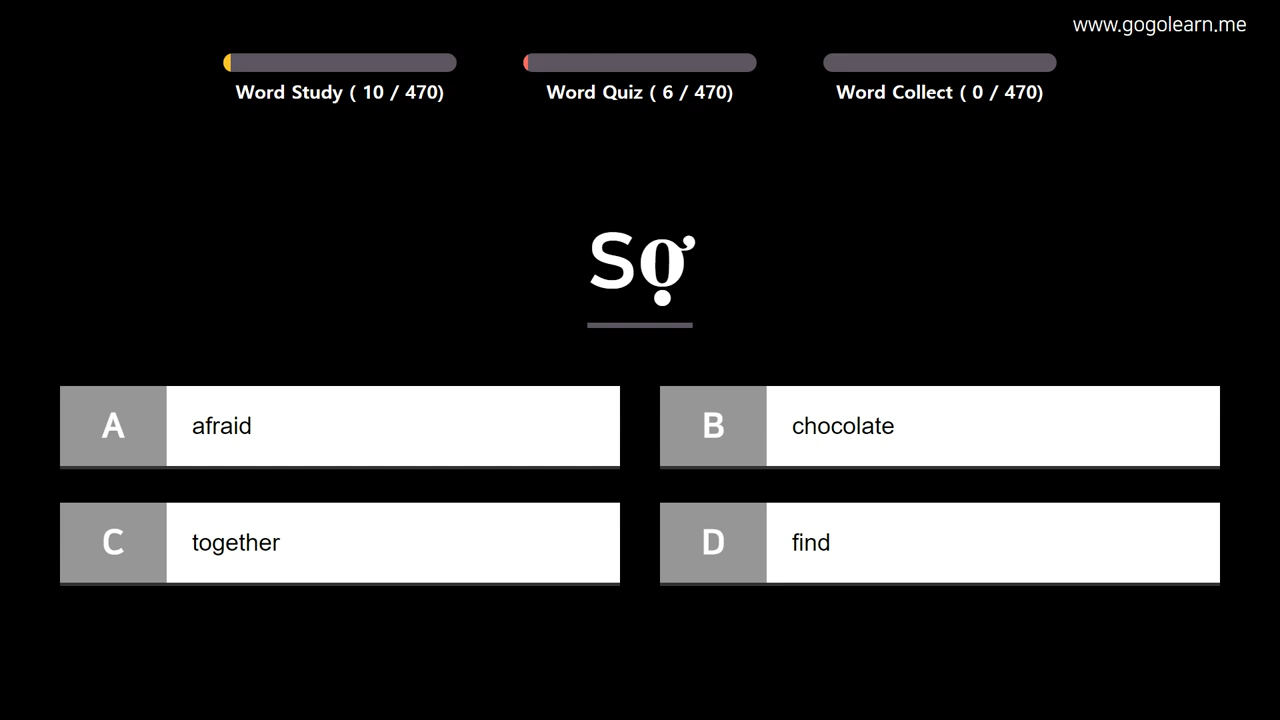 www.gogolearn.me
Word Study ( 10 / 470)
Word Quiz ( 6 / 470)
Word Collect ( 0 / 470)
Sợ
A afraid
B chocolate
C together
D find